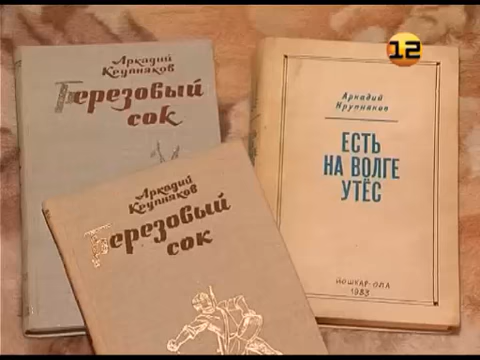 Аркадий
Крупняков
Березовый
сок
Аркадий
Крупняков
Березовый
сок
12
Аркадий
Крупняков
ЕСТЬ
НА ВОЛГЕ
УТЁС
ЙОШКАР-ОЛА
1983